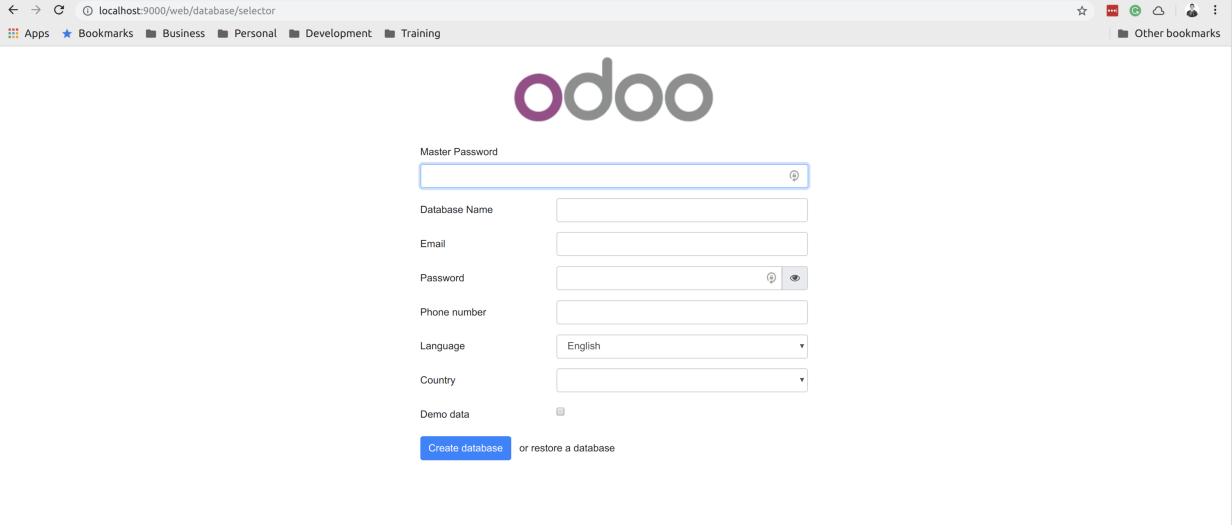 localhost:9000/web/database/selector
Apps Bookmarks Business Personal Development Training Other bookmarks
odoo
Master Password
Database Name
Email
Password
Phone number
Language English
Country
Demo data
Create database or restore a database